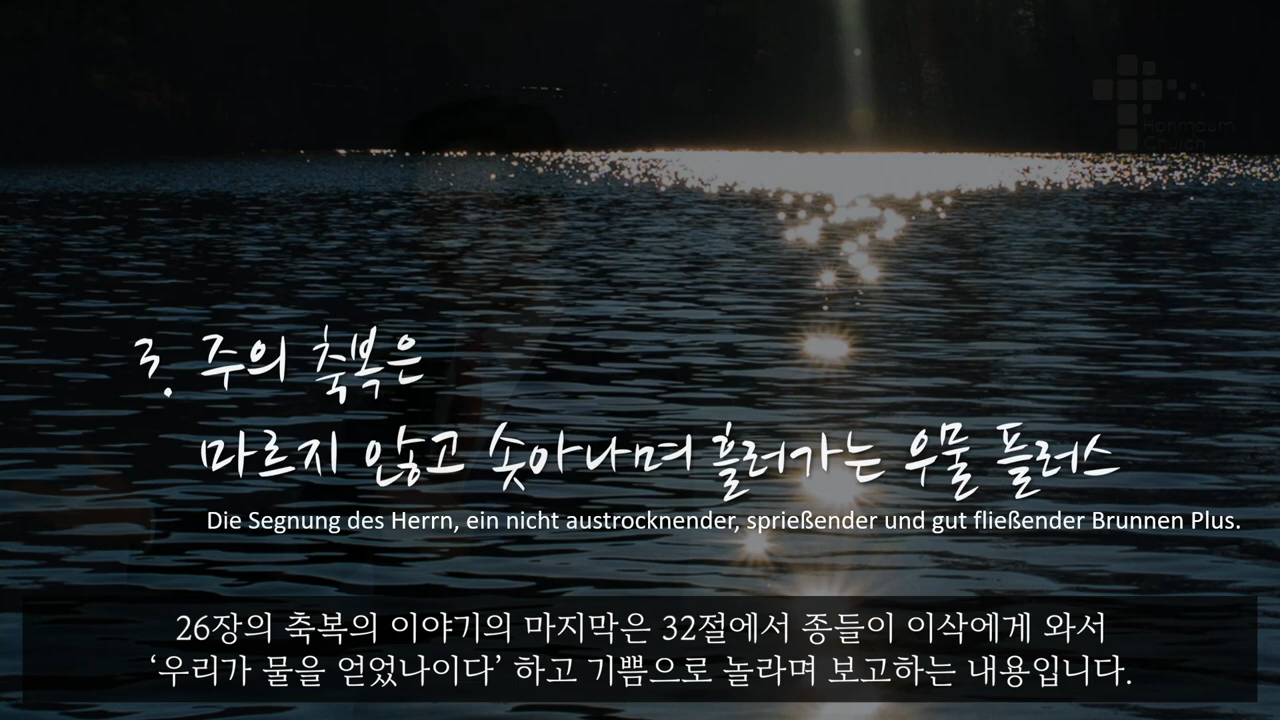 Hanmaum
Church
3. 주의 축복은
마르지 않고 솟아나며 흘러가는 우물 플러스
Die Segnung des Herrn, ein nicht austrocknender, sprießender und gut fließender Brunnen Plus.
26장의 축복의 이야기의 마지막은 32절에서 종들이 이삭에게 와서
‘우리가 물을 얻었나이다’ 하고 기쁨으로 놀라며 보고하는 내용입니다.